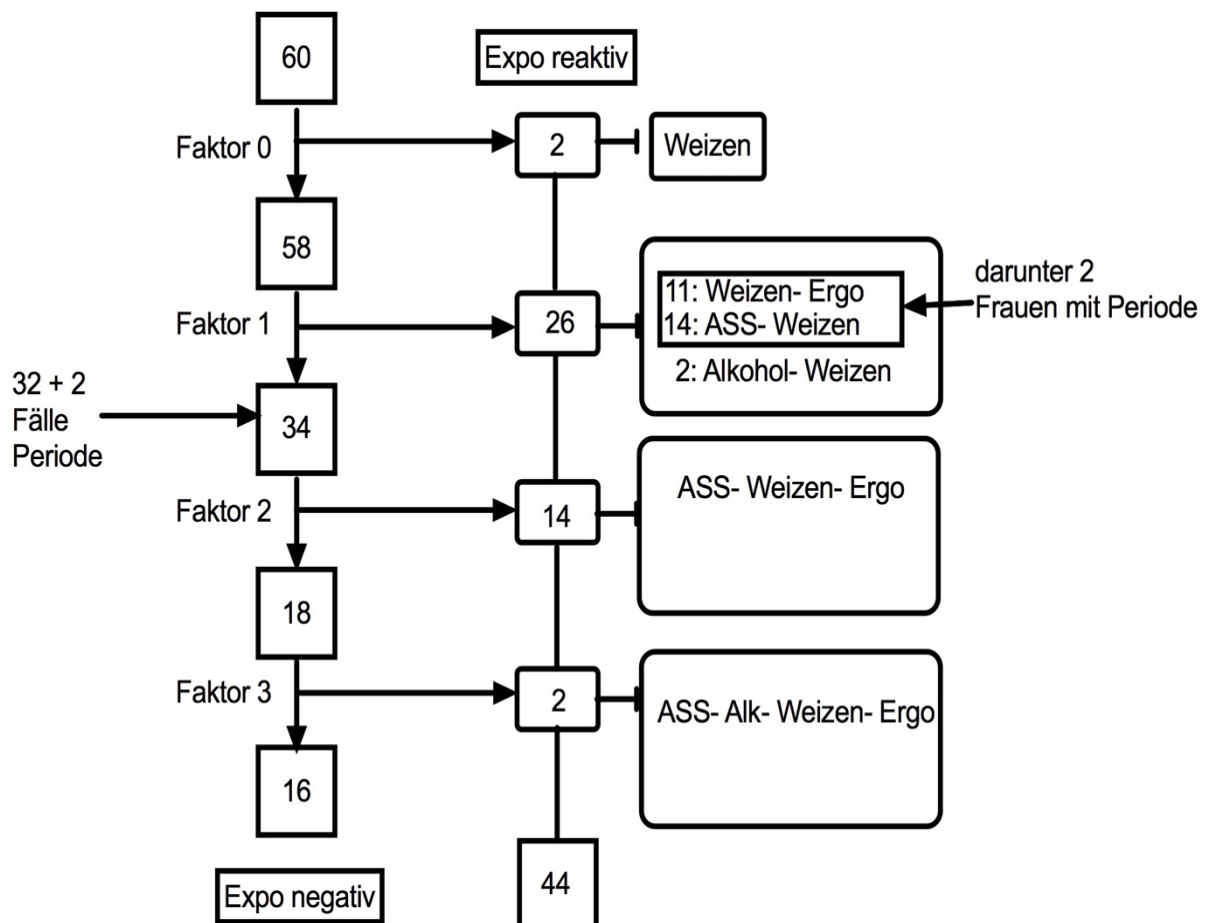 60
Expo reaktiv
Faktor 0
2
Weizen
58
Faktor 1
26
11: Weizen- Ergo
14: ASS- Weizen
2: Alkohol- Weizen
darunter 2
Frauen mit Periode
32 + 2
Fälle
Periode
34
Faktor 2
14
ASS- Weizen- Ergo
18
Faktor 3
2
ASS- Alk- Weizen- Ergo
16
44
Expo negativ